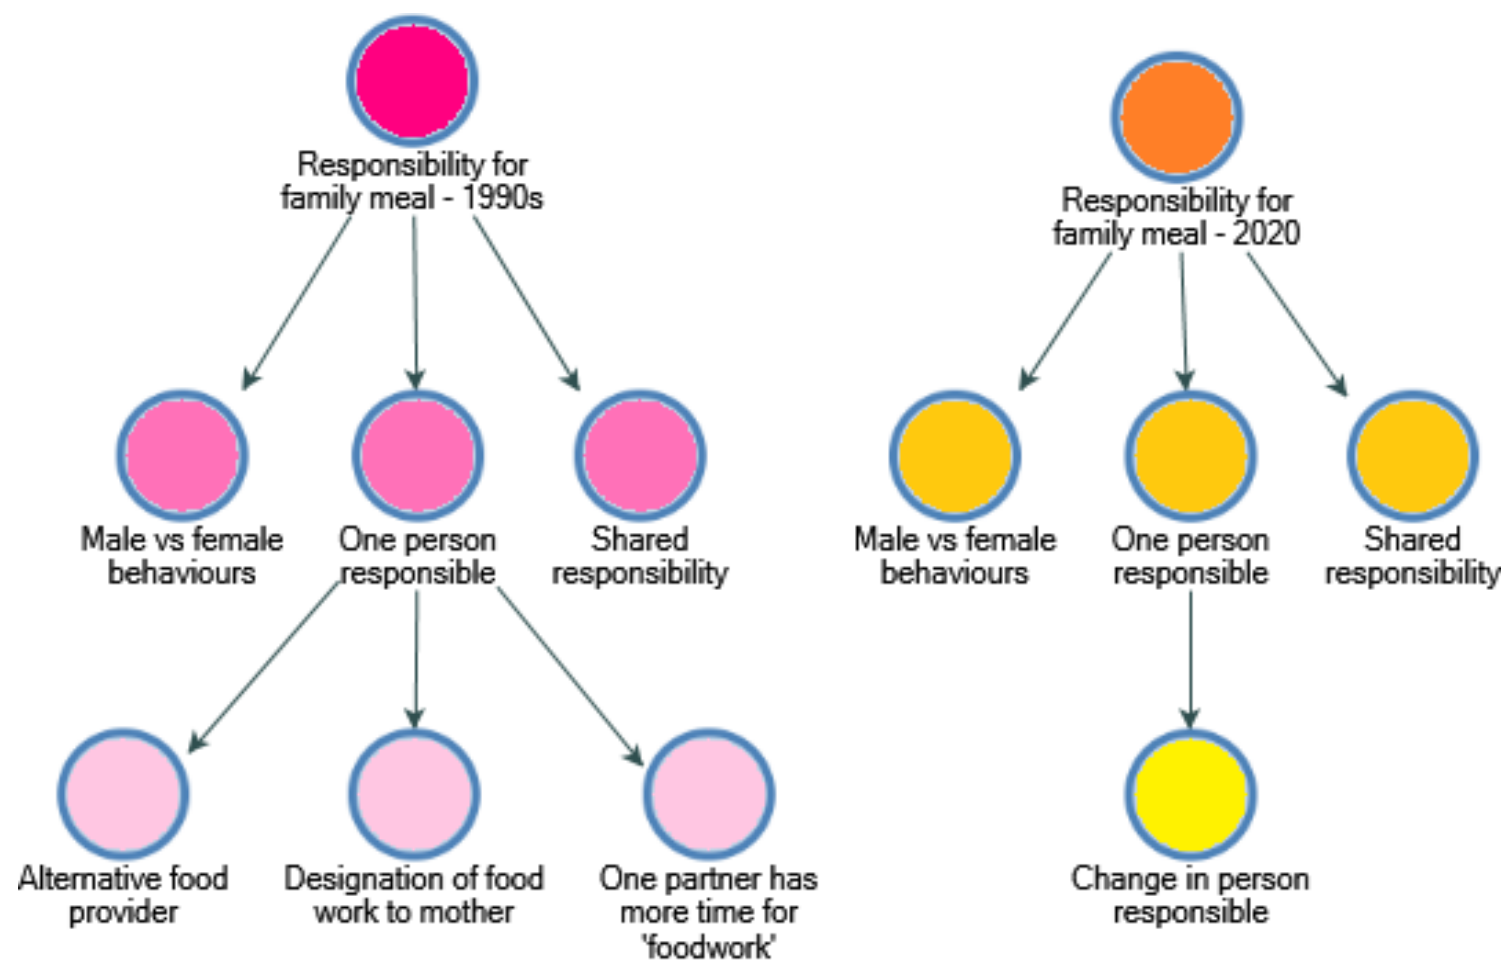 Responsibility for
family meal - 1990s
Responsibility for
family meal - 2020
Male vs female
behaviours
One person
responsible
Shared
responsibility
Male vs female
behaviours
One person
responsible
Shared
responsibility
Alternative food
provider
Designation of food
work to mother
One partner has
more time for
'foodwork'
Change in person
responsible